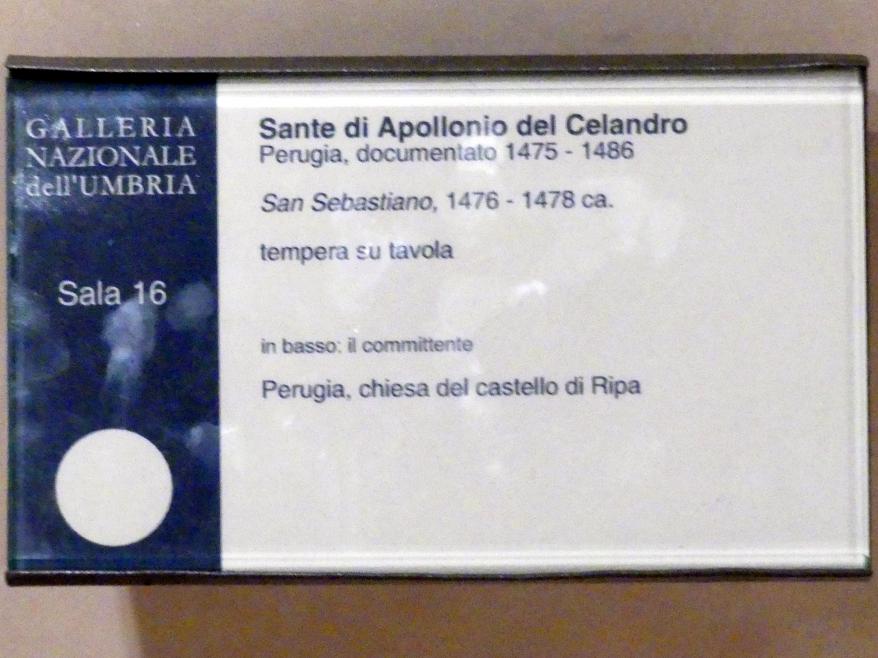 GALLERIA
NAZIONALE
dell'UMBRIA
Sala 16
Sante di Apollonio del Celandro
Perugia, documentato 1475 - 1486
San Sebastiano, 1476 - 1478 ca.
tempera su tavola
in basso: il committente
Perugia, chiesa del castello di Ripa